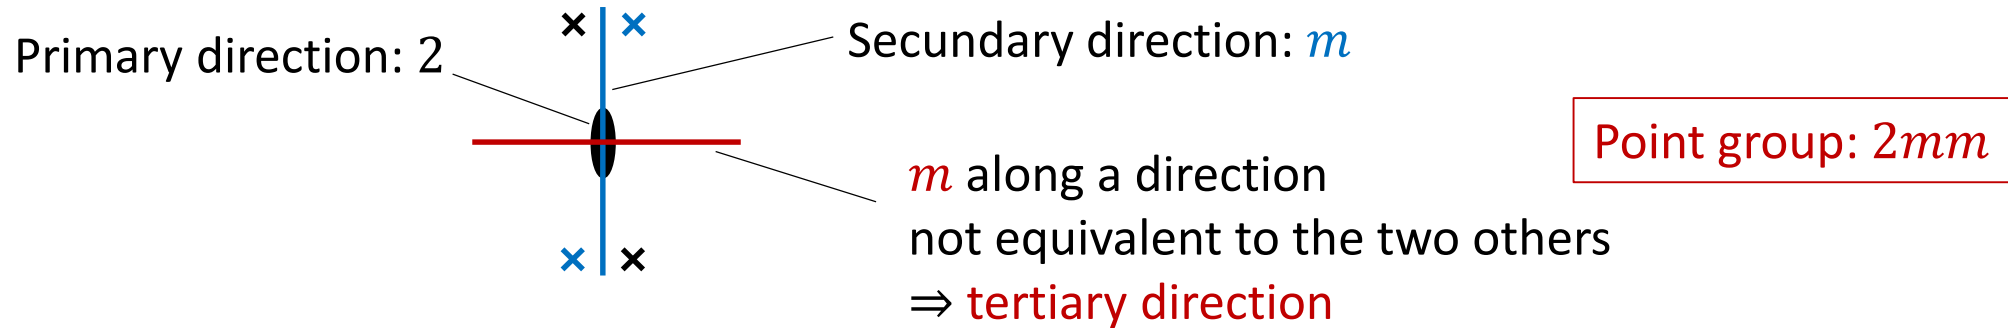 Primary direction: 2
Secundary direction: m
Point group: 2mm
m along a direction
not equivalent to the two others
⇒ tertiary direction